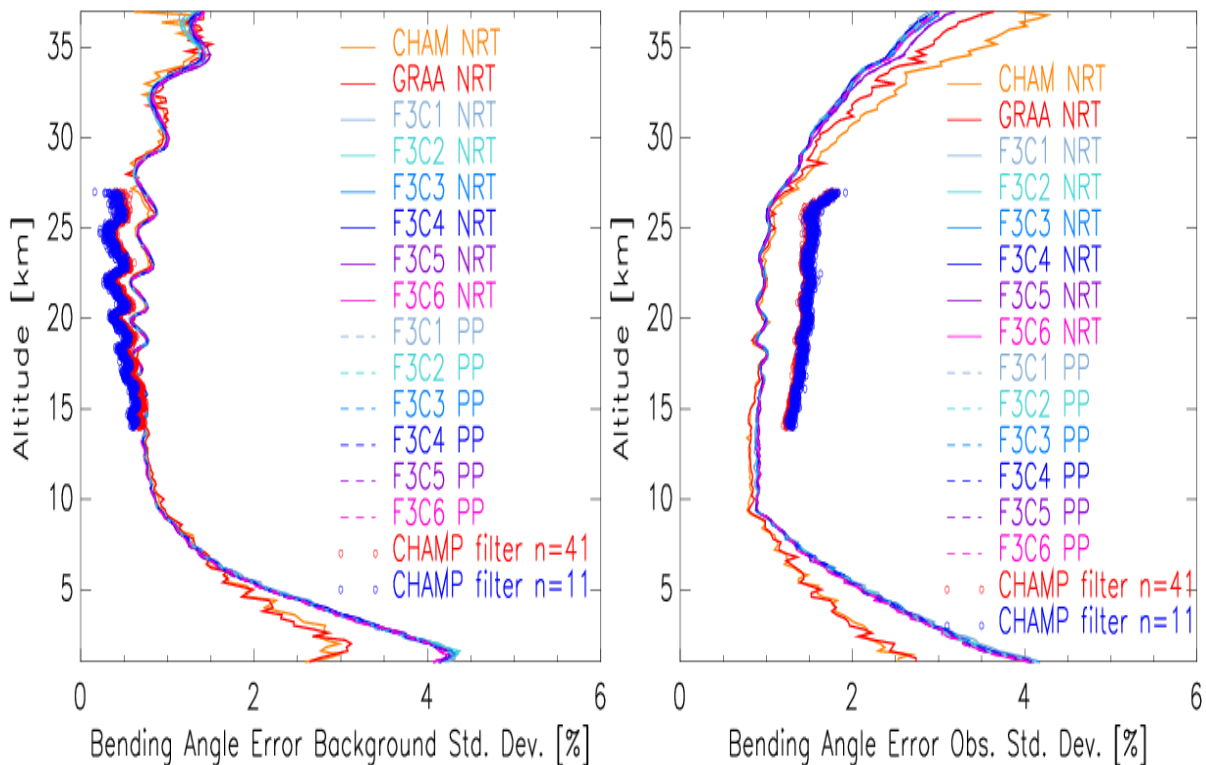 35
30
25
20
15
10
5
Altitude [km]
CHAM NRT
GRAA NRT
F3C1 NRT
F3C2 NRT
F3C3 NRT
F3C4 NRT
F3C5 NRT
F3C6 NRT
F3C1 PP
F3C2 PP
F3C3 PP
F3C4 PP
F3C5 PP
F3C6 PP
CHAMP filter n=41
CHAMP filter n=11
0 2 4 6
Bending Angle Error Background Std. Dev. [%]
35
30
25
20
15
10
5
Altitude [km]
CHAM NRT
GRAA NRT
F3C1 NRT
F3C2 NRT
F3C3 NRT
F3C4 NRT
F3C5 NRT
F3C6 NRT
F3C1 PP
F3C2 PP
F3C3 PP
F3C4 PP
F3C5 PP
F3C6 PP
CHAMP filter n=41
CHAMP filter n=11
0 2 4 6
Bending Angle Error Obs. Std. Dev. [%]